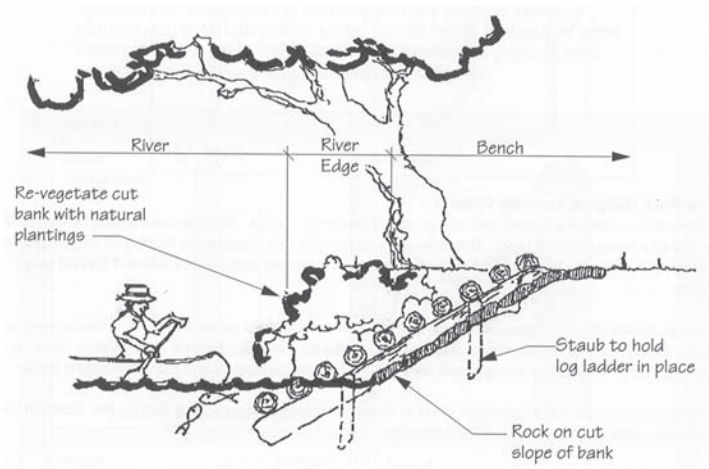 River
River
Edge
Bench
Re-vegetate cut
bank with natural
plantings
Staub to hold
log ladder in place
Rock on cut
slope of bank